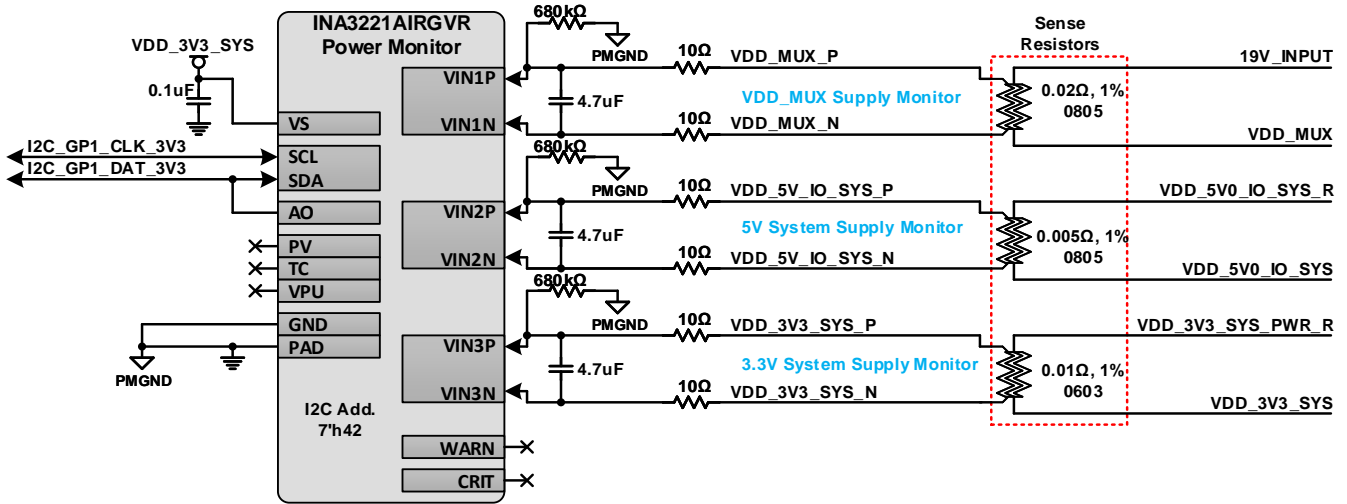 INA3221AIRGVR
Power Monitor
VDD_3V3_SYS
0.1uF
VS
I2C_GP1_CLK_3V3
SCL
I2C_GP1_DAT_3V3
SDA
AO
PV
TC
VPU
GND
PAD
PMGND
I2C Add.
7'h42
VIN1P
VIN1N
VIN2P
VIN2N
VIN3P
VIN3N
WARN
CRIT
680kΩ
PMGND
10Ω
VDD_MUX_P
4.7uF
VDD_MUX Supply Monitor
10Ω
VDD_MUX_N
680kΩ
PMGND
10Ω
VDD_5V_IO_SYS_P
4.7uF
5V System Supply Monitor
10Ω
VDD_5V_IO_SYS_N
680kΩ
PMGND
10Ω
VDD_3V3_SYS_P
4.7uF
3.3V System Supply Monitor
10Ω
VDD_3V3_SYS_N
Sense
Resistors
0.02Ω, 1%
0805
0.005Ω, 1%
0805
0.01Ω, 1%
0603
19V_INPUT
VDD_MUX
VDD_5V0_IO_SYS_R
VDD_5V0_IO_SYS
VDD_3V3_SYS_PWR_R
VDD_3V3_SYS